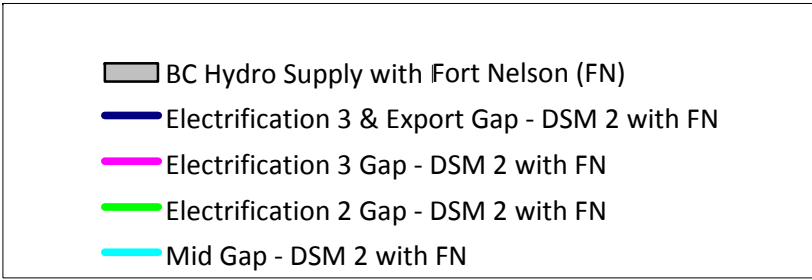 BC Hydro Supply with Fort Nelson (FN)
Electrification 3 & Export Gap - DSM 2 with FN
Electrification 3 Gap - DSM 2 with FN
Electrification 2 Gap - DSM 2 with FN
Mid Gap - DSM 2 with FN